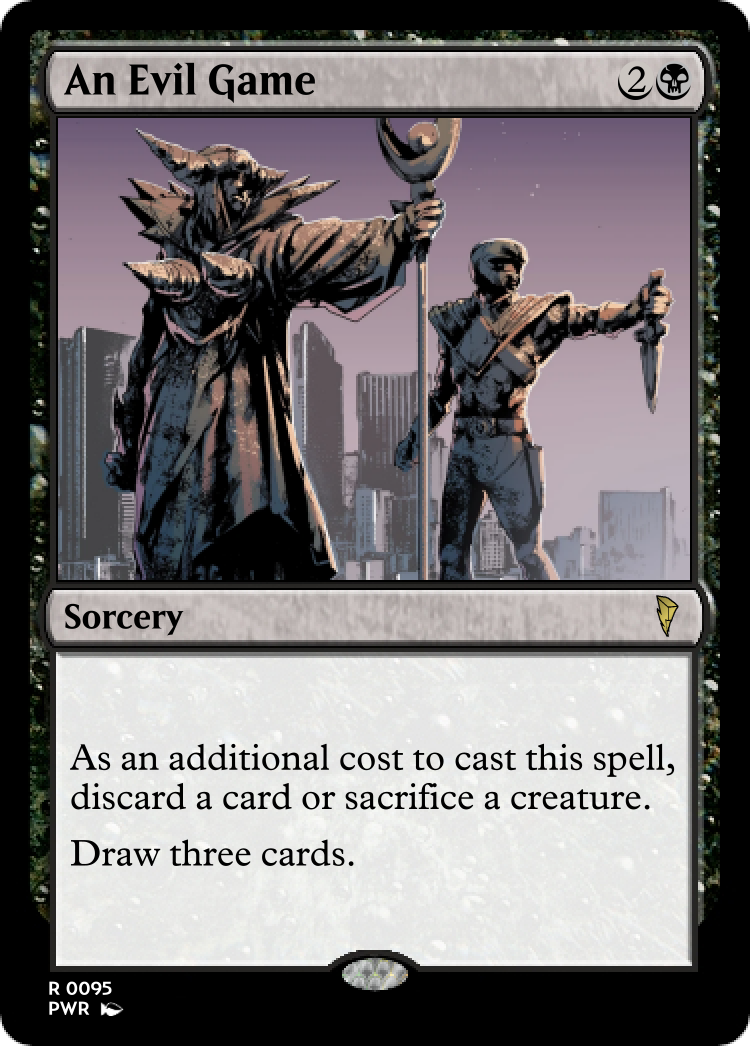 An Evil Game 2
Sorcery
As an additional cost to cast this spell,
discard a card or sacrifice a creature.
Draw three cards.
R 0095
PWR